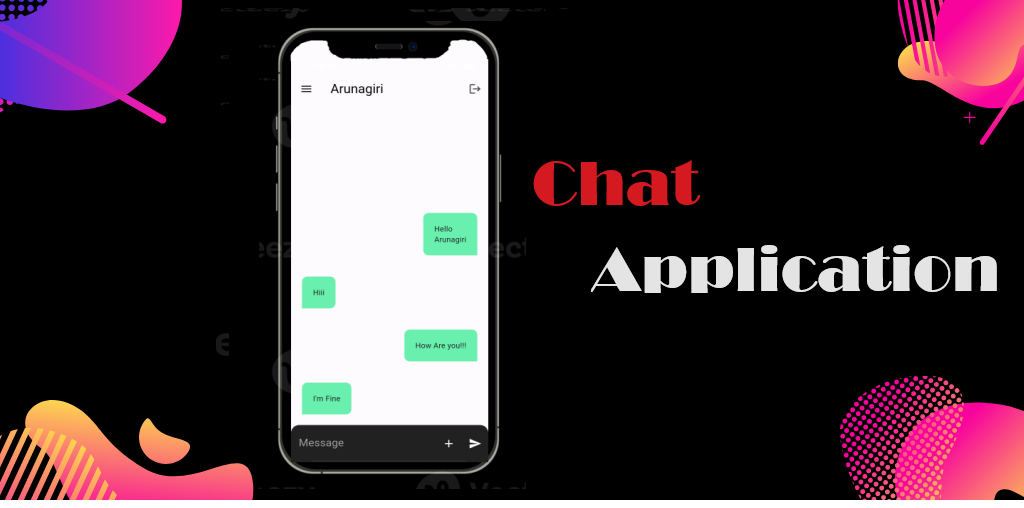 Arunagiri
Hello
Arunagiri
Hiii
How Are you!!!
I'm Fine
Message
Chat
Application